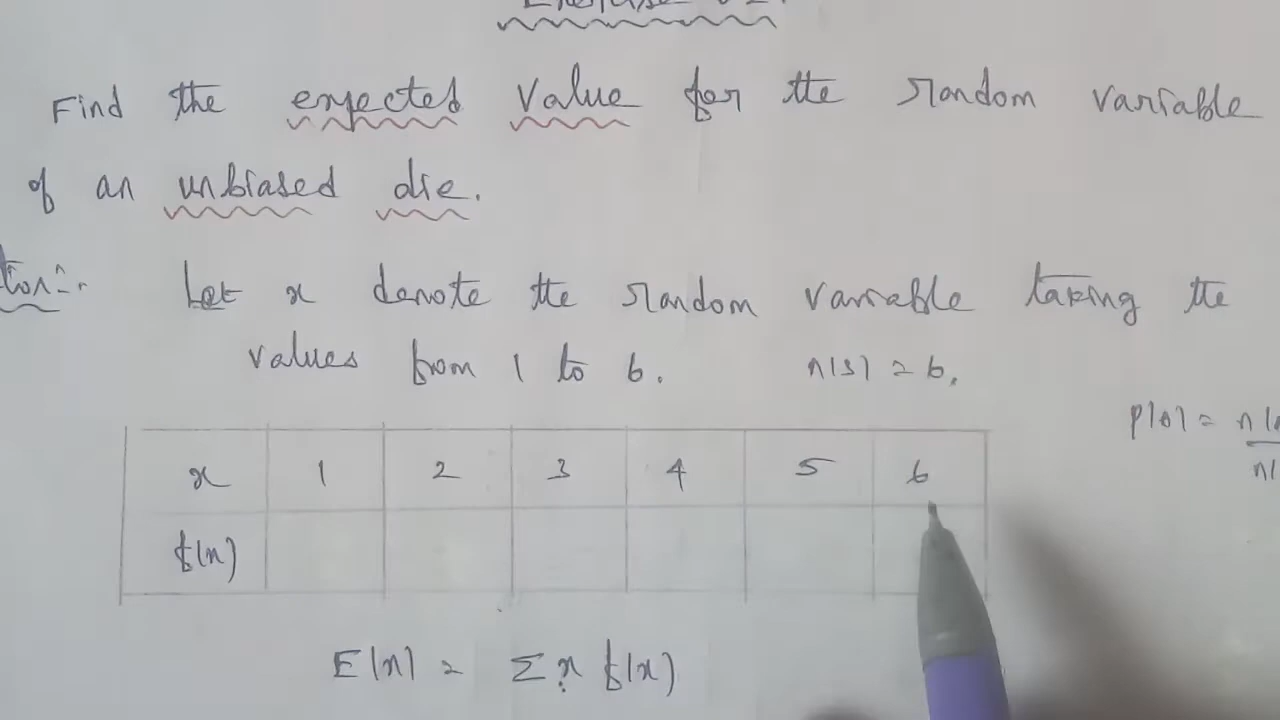 Find the expected value for the random variable
of an unbiased die.
tion:-
Let x denote the random variable taking the
values from 1 to 6. n(s) = 6.
P(A) =
x 1 2 3 4 5 6
f(x)
E(x) = Σ x f(x)